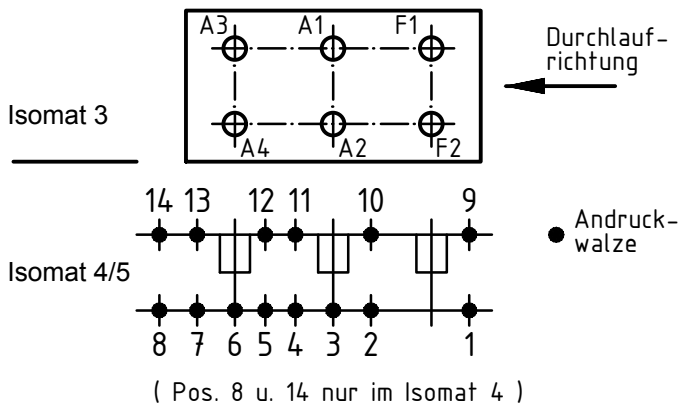 A3 A1 F1
Durchlauf-
richtung
Isomat 3
A4 A2 F2
14 13 12 11 10 9
Andruck-
walze
Isomat 4/5
8 7 6 5 4 3 2 1
( Pos. 8 u. 14 nur im Isomat 4 )